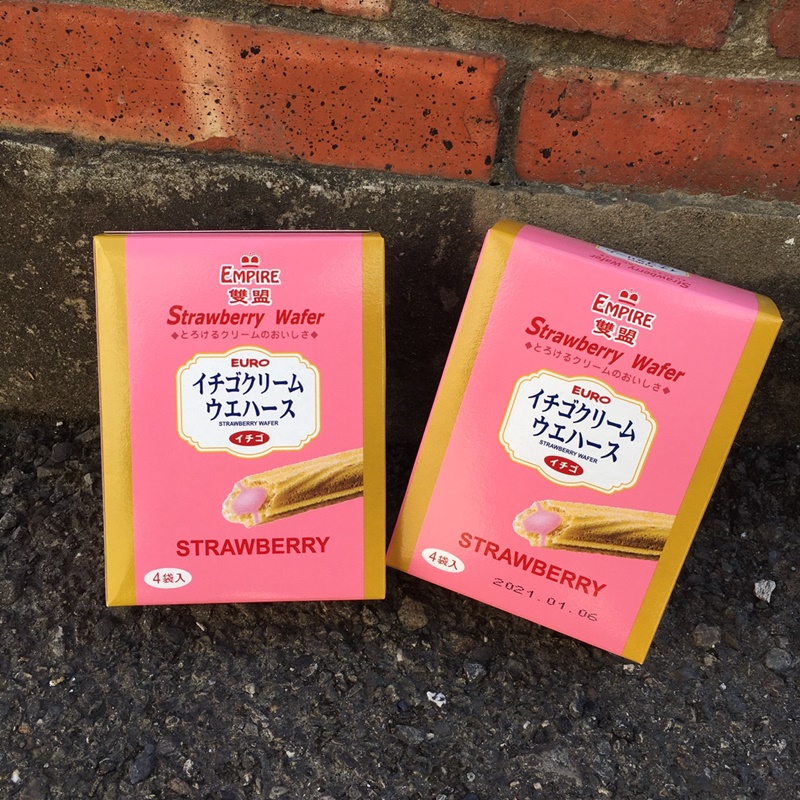 EMPIRE
雙盟
Strawberry Wafer
◆とろけるクリームのおいしさ◆
EURO
イチゴクリーム
ウエハース
STRAWBERRY WAFER
イチゴ
STRAWBERRY
4袋入
Strawberry Wafer
EMPIRE
雙盟
Strawberry Wafer
◆とろけるクリームのおいしさ◆
EURO
イチゴクリーム
ウエハース
STRAWBERRY WAFER
イチゴ
STRAWBERRY
4袋入
2021.01.06